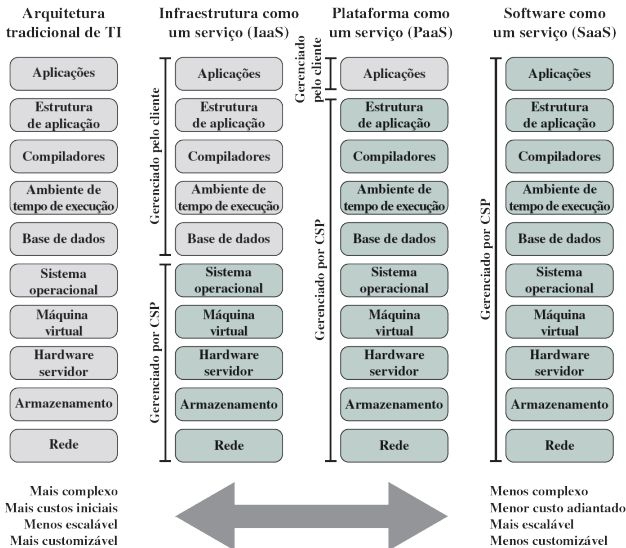 Arquitetura
tradicional de TI
Aplicações
Estrutura
de aplicação
Compiladores
Ambiente de
tempo de execução
Base de dados
Sistema
operacional
Máquina
virtual
Hardware
servidor
Armazenamento
Rede
Infraestrutura como
um serviço (IaaS)
Gerenciado pelo cliente
Gerenciado por CSP
Aplicações
Estrutura
de aplicação
Compiladores
Ambiente de
tempo de execução
Base de dados
Sistema
operacional
Máquina
virtual
Hardware
servidor
Armazenamento
Rede
Plataforma como
um serviço (PaaS)
Gerenciado
pelo cliente
Gerenciado por CSP
Aplicações
Estrutura
de aplicação
Compiladores
Ambiente de
tempo de execução
Base de dados
Sistema
operacional
Máquina
virtual
Hardware
servidor
Armazenamento
Rede
Software como
um serviço (SaaS)
Gerenciado por CSP
Aplicações
Estrutura
de aplicação
Compiladores
Ambiente de
tempo de execução
Base de dados
Sistema
operacional
Máquina
virtual
Hardware
servidor
Armazenamento
Rede
Mais complexo
Mais custos iniciais
Menos escalável
Mais customizável
Menos complexo
Menor custo adiantado
Mais escalável
Menos customizável